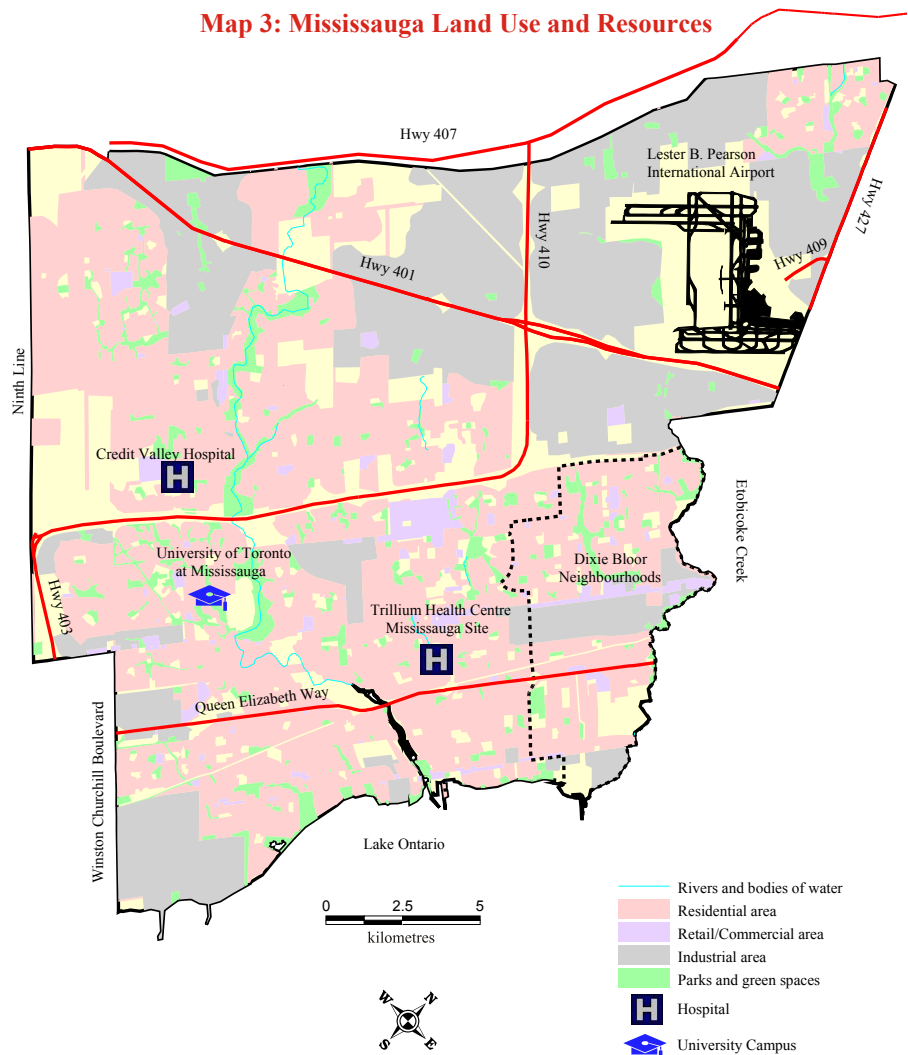 Map 3: Mississauga Land Use and Resources
Hwy 407
Lester B. Pearson
International Airport
Hwy 427
Hwy 410
Hwy 409
Hwy 401
Ninth Line
Credit Valley Hospital
H
Etobicoke Creek
University of Toronto
at Mississauga
Dixie Bloor
Neighbourhoods
Hwy 403
Trillium Health Centre
Mississauga Site
H
Queen Elizabeth Way
Winston Churchill Boulevard
Lake Ontario
0 2.5 5
kilometres
Rivers and bodies of water
Residential area
Retail/Commercial area
Industrial area
Parks and green spaces
H Hospital
University Campus
W N
S E